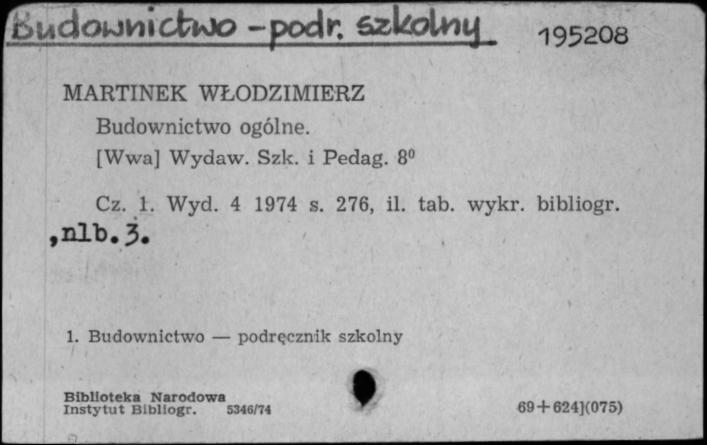 Budownictwo - podr. szkolny 195208
MARTINEK WŁODZIMIERZ
Budownictwo ogólne.
[Wwa] Wydaw. Szk. i Pedag. 8⁰
Cz. 1. Wyd. 4 1974 s. 276, il. tab. wykr. bibliogr.
,nlb. 3.
1. Budownictwo — podręcznik szkolny
Biblioteka Narodowa
Instytut Bibliogr. 5346/74 69+624](075)